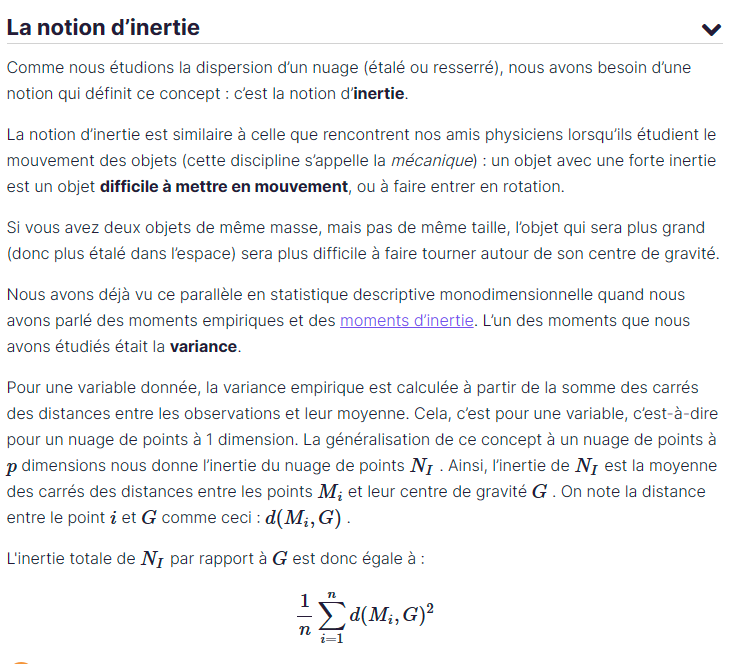 La notion d’inertie
Comme nous étudions la dispersion d’un nuage (étalé ou resserré), nous avons besoin d’une
notion qui définit ce concept : c’est la notion d’inertie.
La notion d’inertie est similaire à celle que rencontrent nos amis physiciens lorsqu’ils étudient le
mouvement des objets (cette discipline s’appelle la mécanique) : un objet avec une forte inertie
est un objet difficile à mettre en mouvement, ou à faire entrer en rotation.
Si vous avez deux objets de même masse, mais pas de même taille, l’objet qui sera plus grand
(donc plus étalé dans l’espace) sera plus difficile à faire tourner autour de son centre de gravité.
Nous avons déjà vu ce parallèle en statistique descriptive monodimensionnelle quand nous
avons parlé des moments empiriques et des moments d’inertie. L’un des moments que nous
avons étudiés était la variance.
Pour une variable donnée, la variance empirique est calculée à partir de la somme des carrés
des distances entre les observations et leur moyenne. Cela, c’est pour une variable, c’est-à-dire
pour un nuage de points à 1 dimension. La généralisation de ce concept à un nuage de points à
p dimensions nous donne l’inertie du nuage de points N_I . Ainsi, l’inertie de N_I est la moyenne
des carrés des distances entre les points M_i et leur centre de gravité G . On note la distance
entre le point i et G comme ceci : d(M_i, G) .
L'inertie totale de N_I par rapport à G est donc égale à :
\frac{1}{n} \sum_{i=1}^{n} d(M_i, G)^2